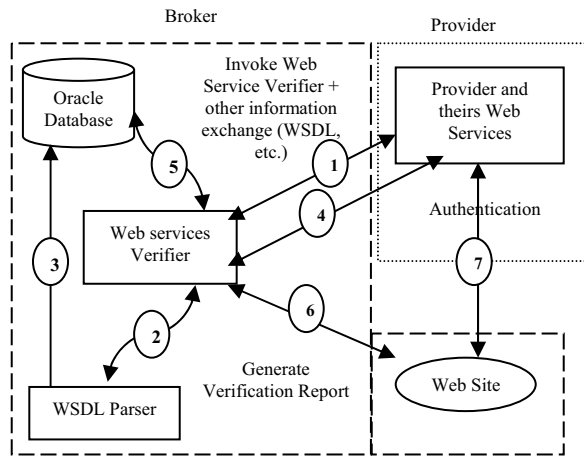 Broker
Provider
Invoke Web
Service Verifier +
other information
exchange (WSDL,
etc.)
Oracle
Database
Provider and
theirs Web
Services
1
5
4
Authentication
Web services
Verifier
3
7
6
2
Generate
Verification Report
Web Site
WSDL Parser